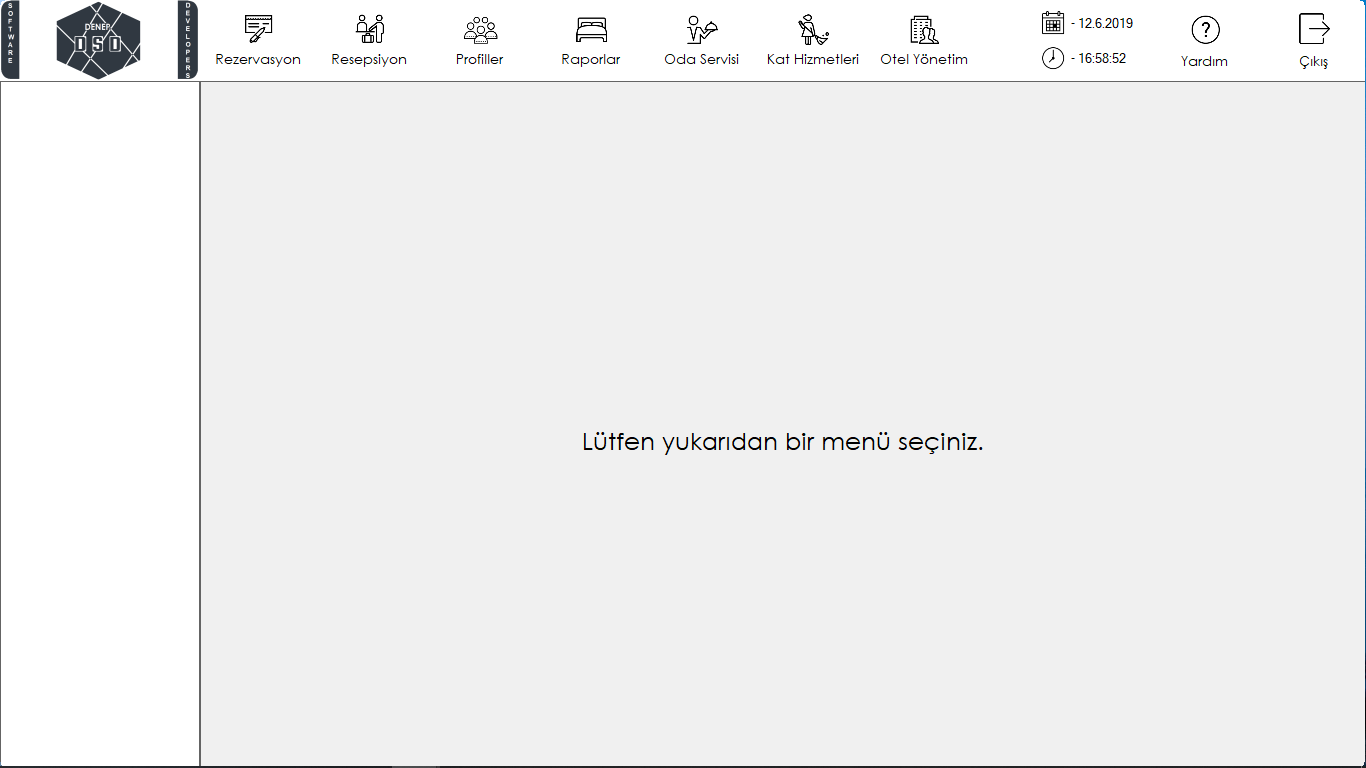 SOFTWARE
DENEP
DSD
DEVELOPERS
Rezervasyon
Resepsiyon
Profiller
Raporlar
Oda Servisi
Kat Hizmetleri
Otel Yönetim
- 12.6.2019
- 16:58:52
?
Yardım
Çıkış
Lütfen yukarıdan bir menü seçiniz.